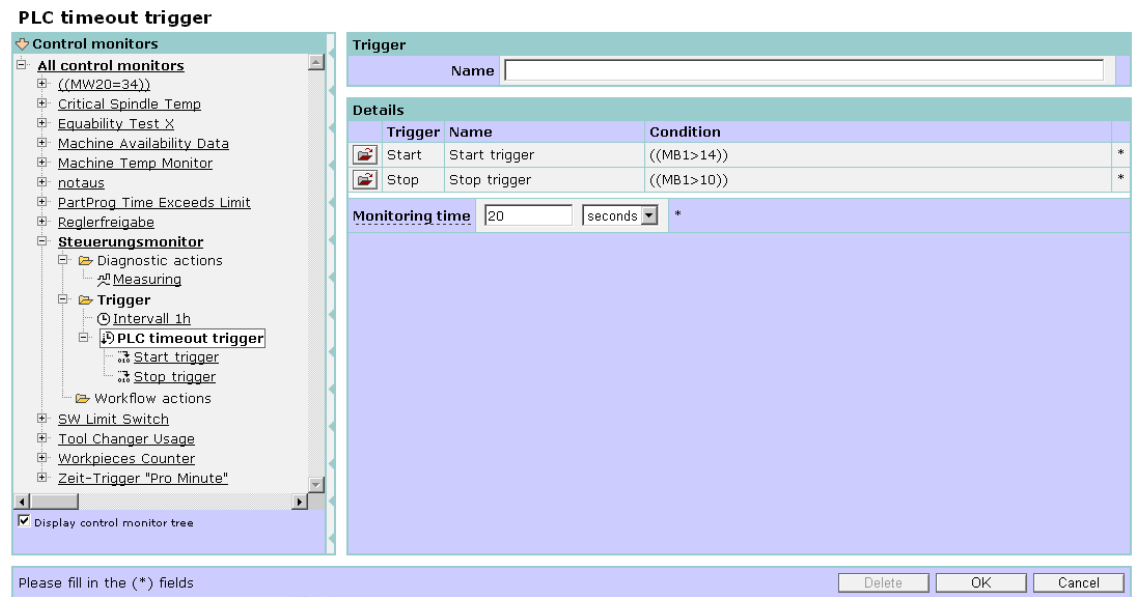 PLC timeout trigger
Control monitors
All control monitors
((MW20=34))
Critical Spindle Temp
Equability Test X
Machine Availability Data
Machine Temp Monitor
notaus
PartProg Time Exceeds Limit
Reglerfreigabe
Steuerungsmonitor
Diagnostic actions
Measuring
Trigger
Intervall 1h
PLC timeout trigger
Start trigger
Stop trigger
Workflow actions
SW Limit Switch
Tool Changer Usage
Workpieces Counter
Zeit-Trigger "Pro Minute"
Display control monitor tree
Trigger
Name
Details
Trigger Name Condition
Start Start trigger ((MB1>14)) *
Stop Stop trigger ((MB1>10)) *
Monitoring time 20 seconds *
Please fill in the (*) fields Delete OK Cancel